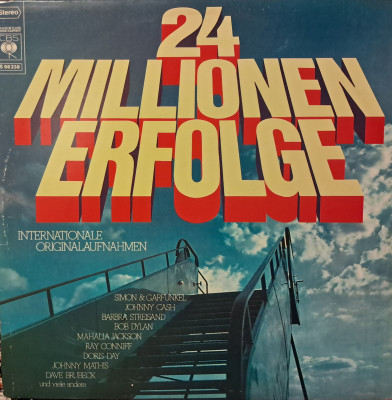 Stereo
CBS
24
MILLIONEN
ERFOLGE
INTERNATIONALE
ORIGINALAUFNAHMEN
SIMON & GARFUNKEL
JOHNNY CASH
BARBRA STREISAND
BOB DYLAN
MAHALIA JACKSON
RAY CONNIFF
DORIS DAY
JOHNNY MATHIS
DAVE BRUBECK
und viele andere